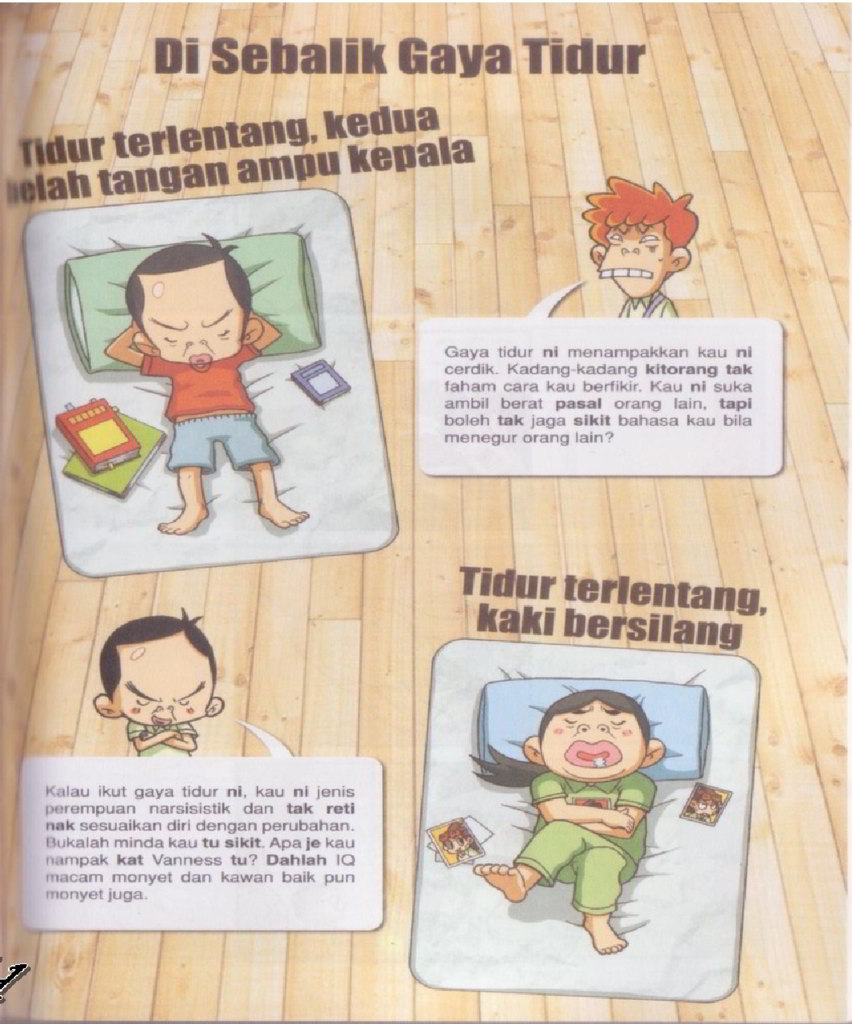 Di Sebalik Gaya Tidur
Tidur terlentang, kedua
belah tangan ampu kepala
Gaya tidur ni menampakkan kau ni
cerdik. Kadang-kadang kitorang tak
faham cara kau berfikir. Kau ni suka
ambil berat pasal orang lain, tapi
boleh tak jaga sikit bahasa kau bila
menegur orang lain?
Tidur terlentang,
kaki bersilang
Kalau ikut gaya tidur ni, kau ni jenis
perempuan narsisistik dan tak reti
nak sesuaikan diri dengan perubahan.
Bukalah minda kau tu sikit. Apa je kau
nampak kat Vanness tu? Dahlah IQ
macam monyet dan kawan baik pun
monyet juga.